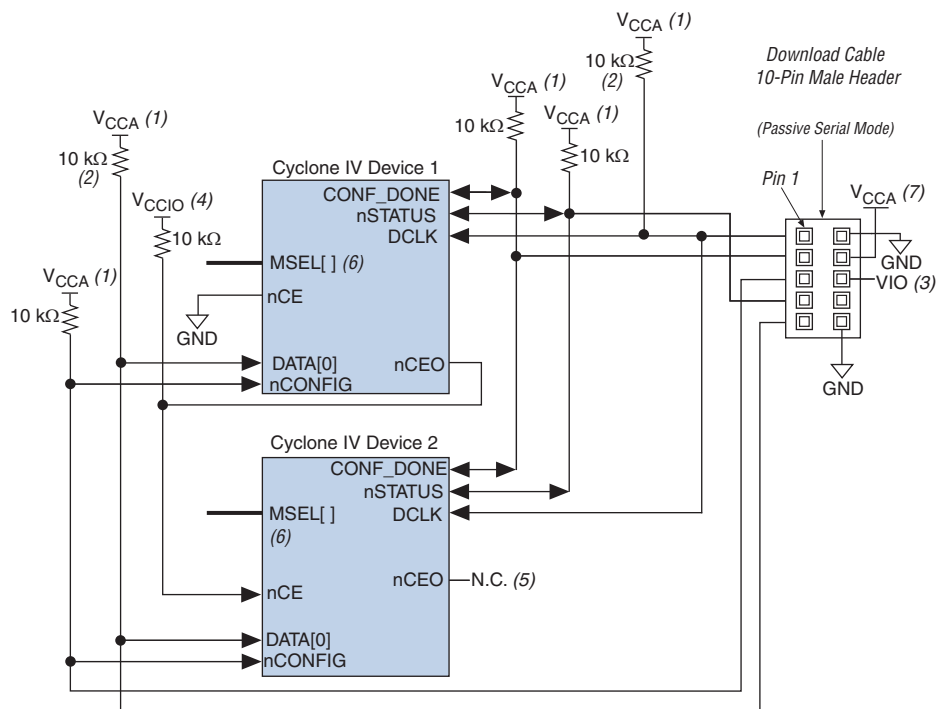 VCCA (1)
10 kΩ
(2)
Download Cable
10-Pin Male Header
(Passive Serial Mode)
Pin 1
VCCA (7)
GND
VIO (3)
GND
VCCA (1)
10 kΩ
VCCA (1)
10 kΩ
VCCA (1)
10 kΩ
(2)
VCCIO (4)
10 kΩ
VCCA (1)
10 kΩ
Cyclone IV Device 1
CONF_DONE
nSTATUS
DCLK
MSEL[ ] (6)
nCE
GND
DATA[0]
nCEO
nCONFIG
Cyclone IV Device 2
CONF_DONE
nSTATUS
MSEL[ ]
DCLK
(6)
nCEO
N.C. (5)
nCE
DATA[0]
nCONFIG